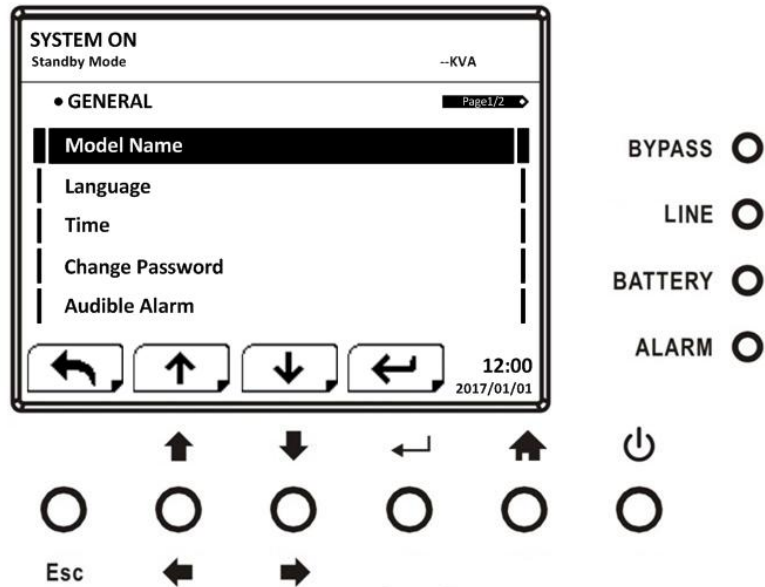 SYSTEM ON
Standby Mode --KVA
• GENERAL Page1/2
Model Name
Language
Time
Change Password
Audible Alarm
12:00
2017/01/01
BYPASS
LINE
BATTERY
ALARM
Esc